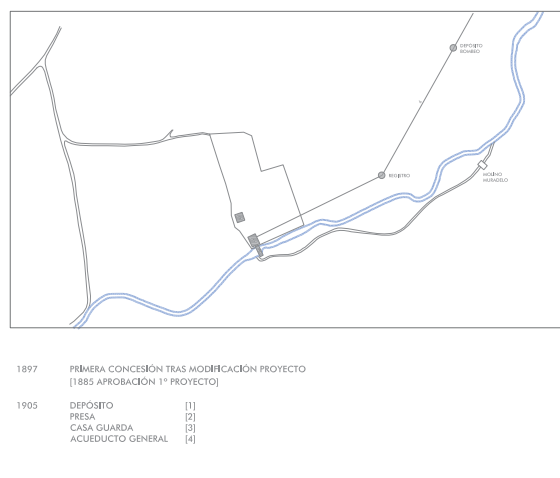 DEPÓSITO
BOMBEO
REGISTRO
MOLINO
MURADELO
1897 PRIMERA CONCESIÓN TRAS MODIFICACIÓN PROYECTO
[1885 APROBACIÓN 1º PROYECTO]
1905 DEPÓSITO [1]
PRESA [2]
CASA GUARDA [3]
ACUEDUCTO GENERAL [4]